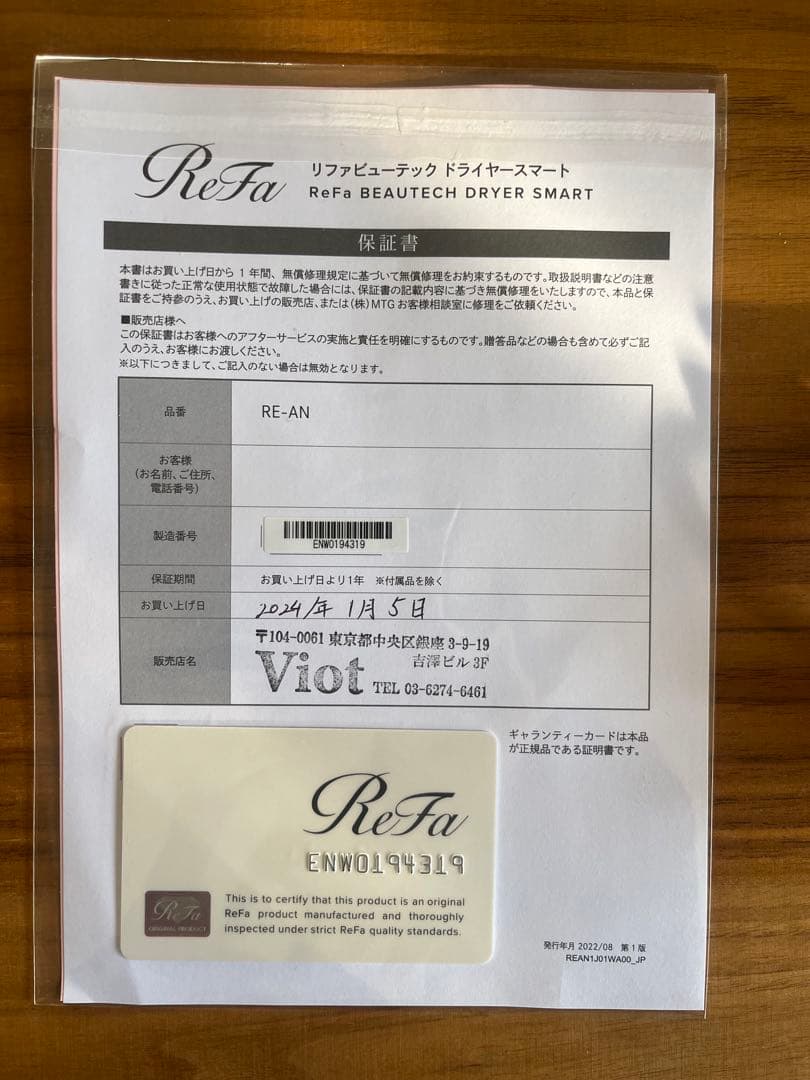 ReFa
リファビューテック ドライヤースマート
ReFa BEAUTECH DRYER SMART
保証書
本書はお買い上げ日から 1 年間、無償修理規定に基づいて無償修理をお約束するものです。取扱説明書などの注意
書きに従った正常な使用状態で故障した場合には、保証書の記載内容に基づき無償修理をいたしますので、本品と保
証書をご持参のうえ、お買い上げの販売店、または(株)MTG お客様相談室に修理をご依頼ください。
■販売店様へ
この保証書はお客様へのアフターサービスの実施と責任を明確にするものです。贈答品などの場合も含めて必ずご記
入のうえ、お客様にお渡しください。
※以下につきまして、ご記入のない場合は無効となります。
品番
RE-AN
お客様
(お名前、ご住所、
電話番号)
製造番号
ENW0194319
保証期間
お買い上げ日より1年 ※付属品を除く
お買い上げ日
2024年 1月 5日
販売店名
〒104-0061 東京都中央区銀座 3-9-19
吉澤ビル 3F
Viot TEL 03-6274-6461
ギャランティーカードは本品
が正規品である証明書です。
ReFa
ENW0194319
ReFa
ORIGINAL PRODUCT
This is to certify that this product is an original
ReFa product manufactured and thoroughly
inspected under strict ReFa quality standards.
発行年月 2022/08 第1版
REAN1J01WA00_JP